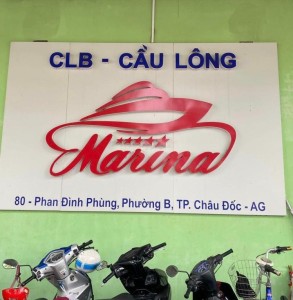 CLB - CẦU LÔNG
Marina
80 - Phan Đình Phùng, Phường B, TP. Châu Đốc - AG